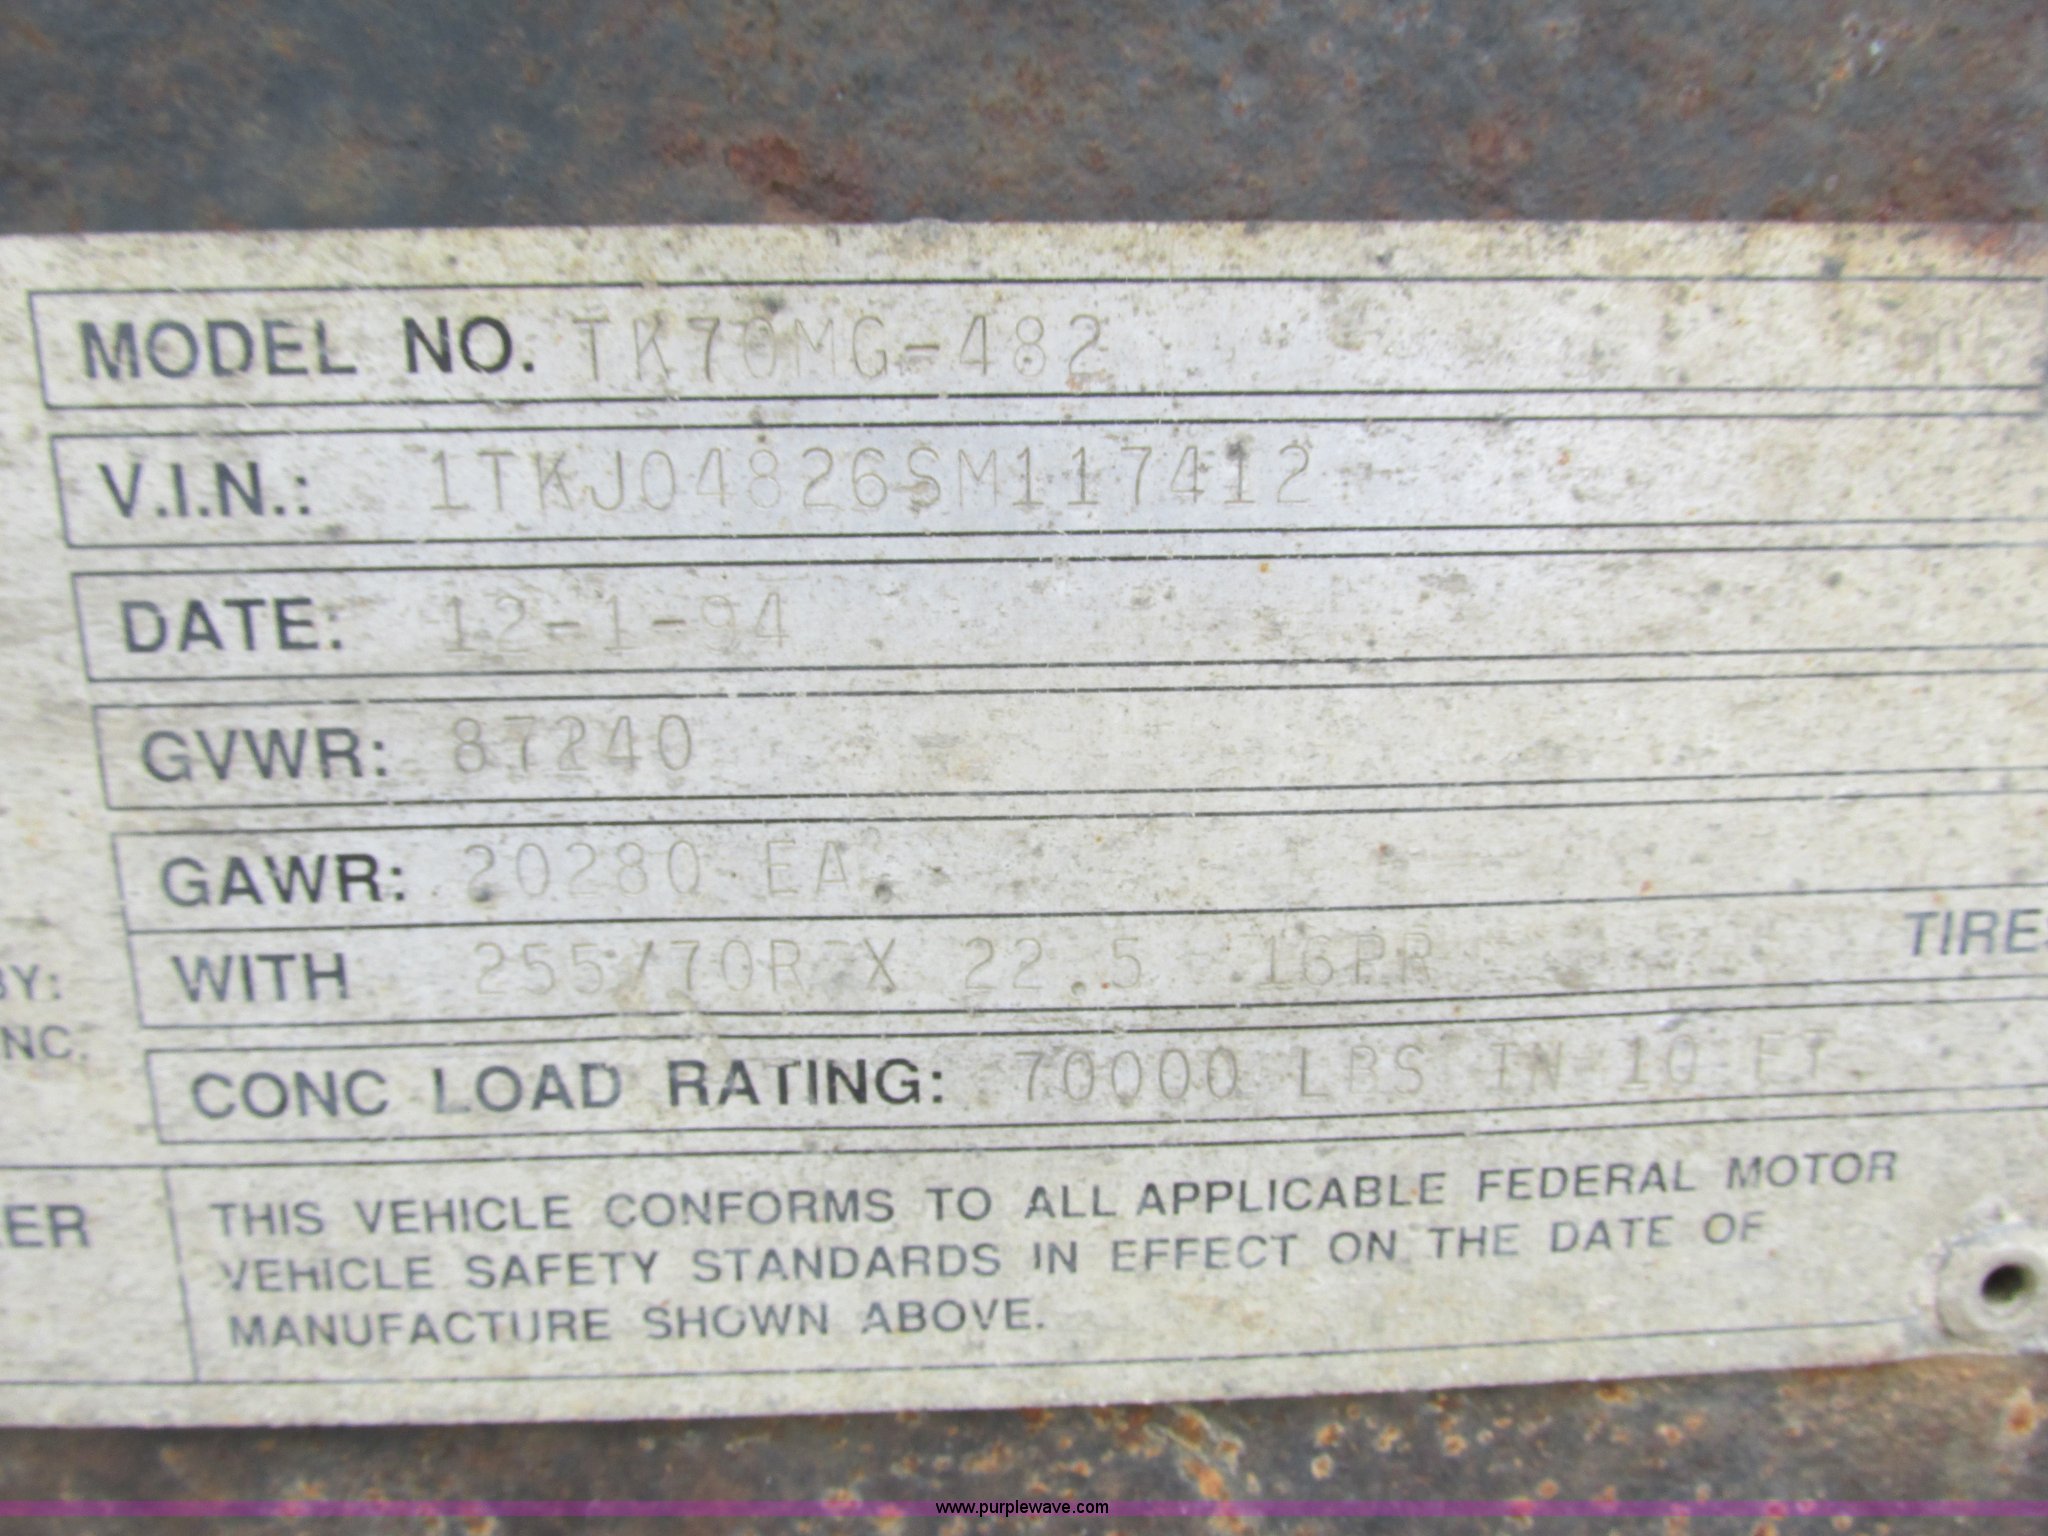 MODEL NO. TK70MG-482
V.I.N.: 1TKJ04826SM117412
DATE: 12-1-94
GVWR: 87240
GAWR: 20280 EA
WITH 255/70R X 22.5 16PR TIRES
BY:
INC.
CONC LOAD RATING: 70000 LBS IN 10 FT.
ER
THIS VEHICLE CONFORMS TO ALL APPLICABLE FEDERAL MOTOR
VEHICLE SAFETY STANDARDS IN EFFECT ON THE DATE OF
MANUFACTURE SHOWN ABOVE.
www.purplewave.com